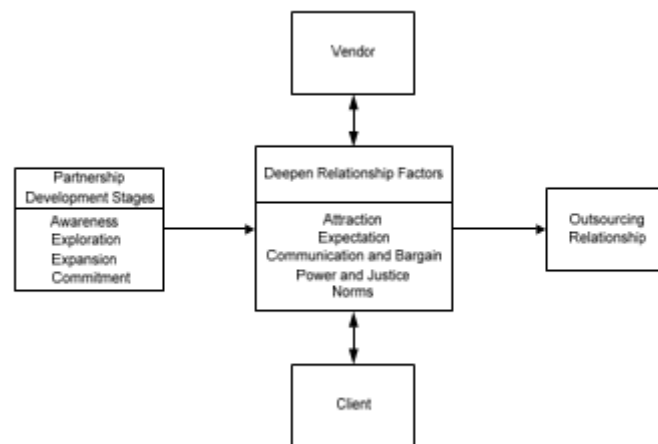 Vendor
Partnership
Development Stages
Awareness
Exploration
Expansion
Commitment
Deepen Relationship Factors
Attraction
Expectation
Communication and Bargain
Power and Justice
Norms
Outsourcing
Relationship
Client